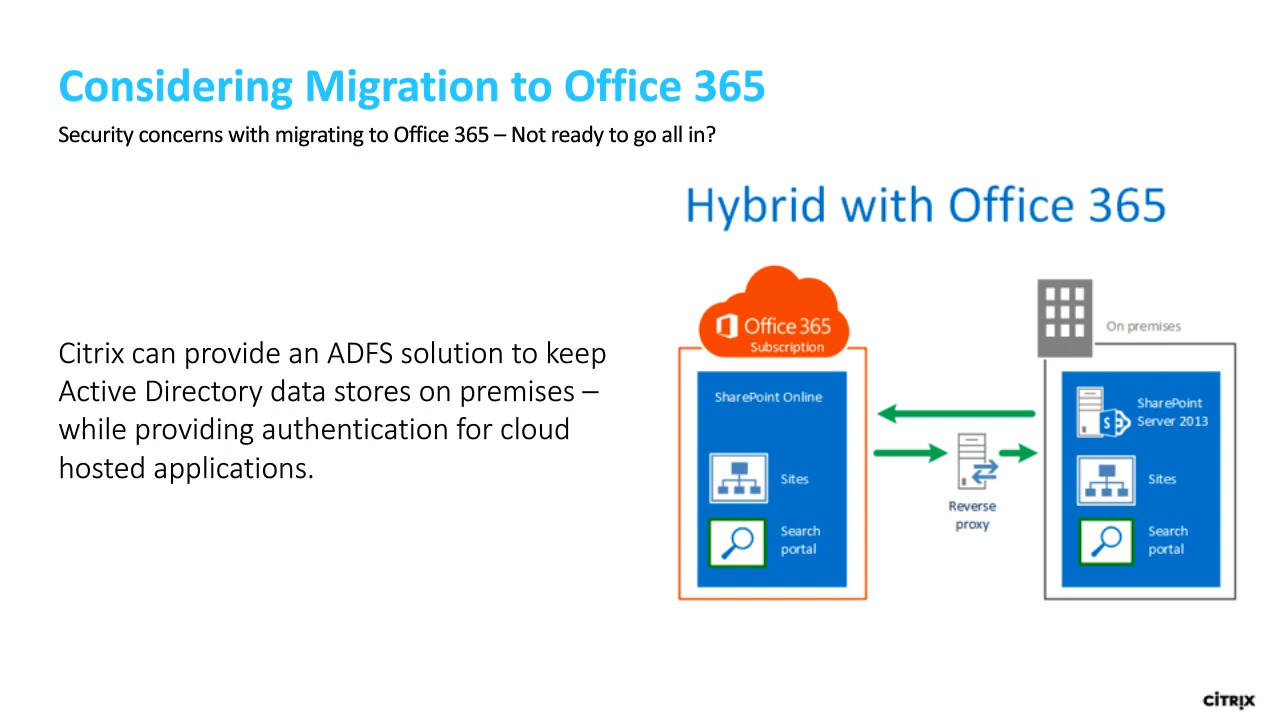 Considering Migration to Office 365
Security concerns with migrating to Office 365 – Not ready to go all in?
Hybrid with Office 365
Citrix can provide an ADFS solution to keep
Active Directory data stores on premises –
while providing authentication for cloud
hosted applications.
Office 365
Subscription
SharePoint Online
Sites
Search
portal
Reverse
proxy
On premises
S
SharePoint
Server 2013
Sites
Search
portal
CITRIX